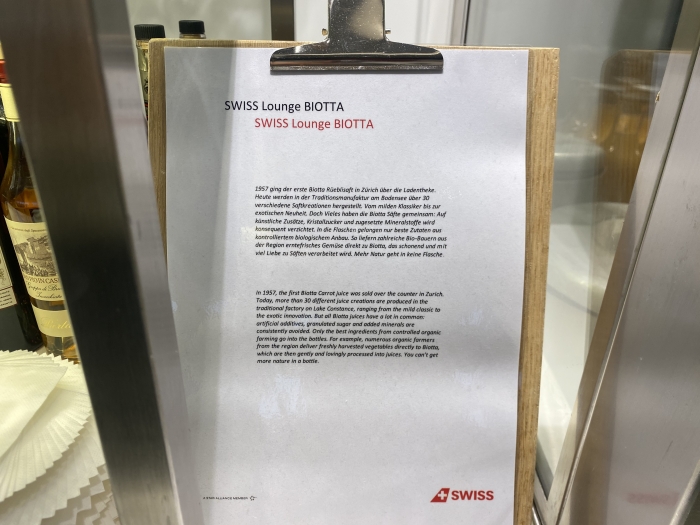 SWISS Lounge BIOTTA
SWISS Lounge BIOTTA
1957 ging der erste Biotta Rüeblisaft in Zürich über die Ladentheke.
Heute werden in der Traditionsmanufaktur am Bodensee über 30
verschiedene Saftkreationen hergestellt. Vom milden Klassiker bis zur
exotischen Neuheit. Doch Vieles haben die Biotta Säfte gemeinsam: Auf
künstliche Zusätze, Kristallzucker und zugesetzte Mineralstoffe wird
konsequent verzichtet. In die Flaschen gelangen nur beste Zutaten aus
kontrolliertem biologischem Anbau. So liefern zahlreiche Bio-Bauern aus
der Region erntefrisches Gemüse direkt zu Biotta, das schonend und mit
viel Liebe zu Säften verarbeitet wird. Mehr Natur geht in keine Flasche.
In 1957, the first Biotta Carrot juice was sold over the counter in Zurich.
Today, more than 30 different juice creations are produced in the
traditional factory on Lake Constance, ranging from the mild classic to
the exotic innovation. But all Biotta juices have a lot in common:
artificial additives, granulated sugar and added minerals are
consistently avoided. Only the best ingredients from controlled organic
farming go into the bottles. For example, numerous organic farmers
from the region deliver freshly harvested vegetables directly to Biotta,
which are then gently and lovingly processed into juices. You can't get
more nature in a bottle.
A STAR ALLIANCE MEMBER
SWISS